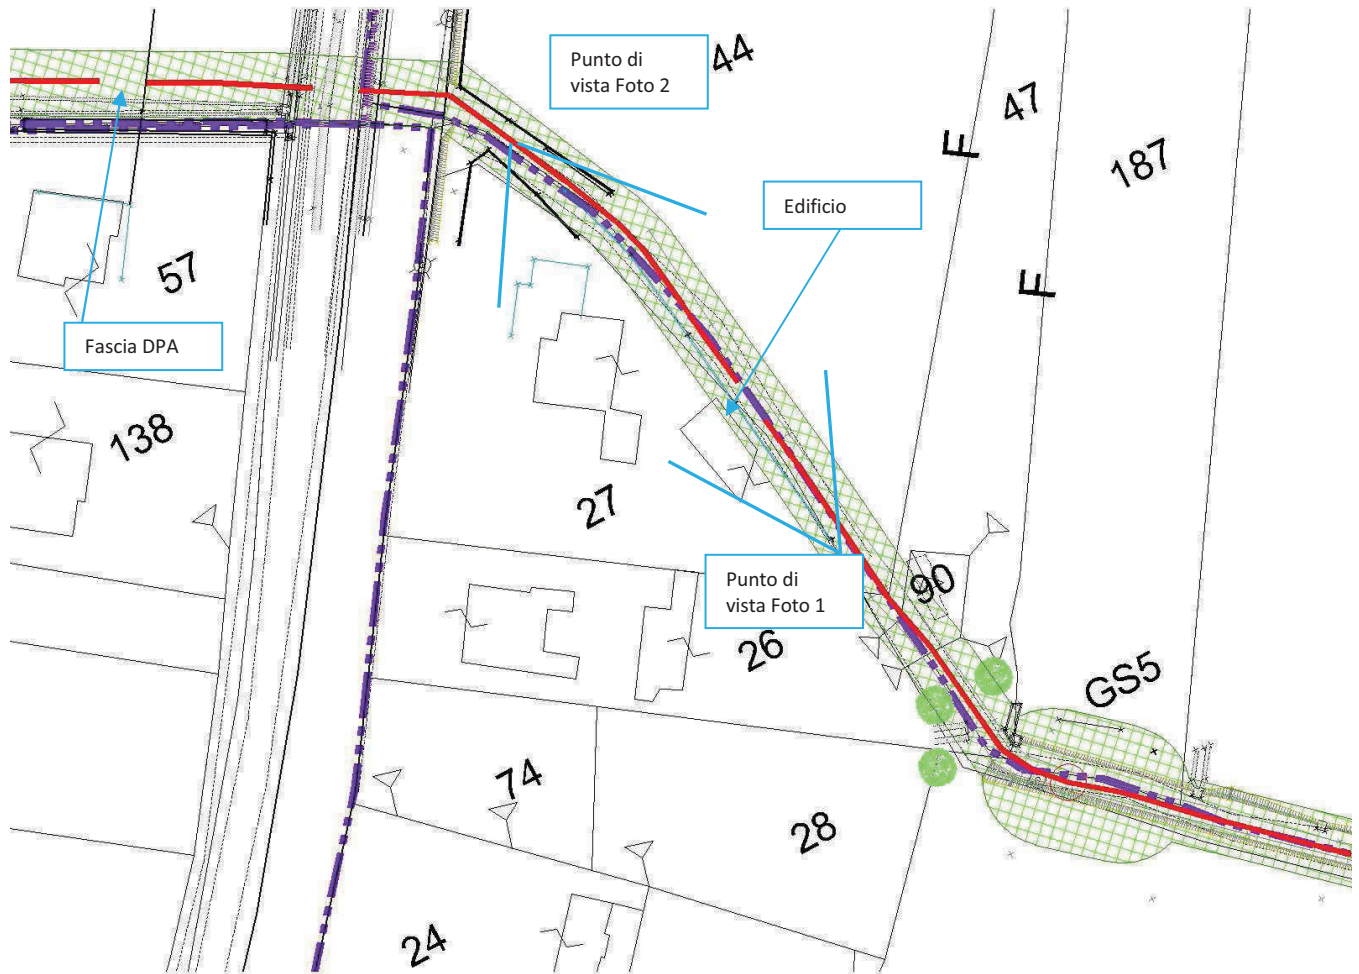 Punto di
vista Foto 2
44
47
F
187
Edificio
57
F
Fascia DPA
138
27
Punto di
vista Foto 1
90
26
GS5
74
28
24